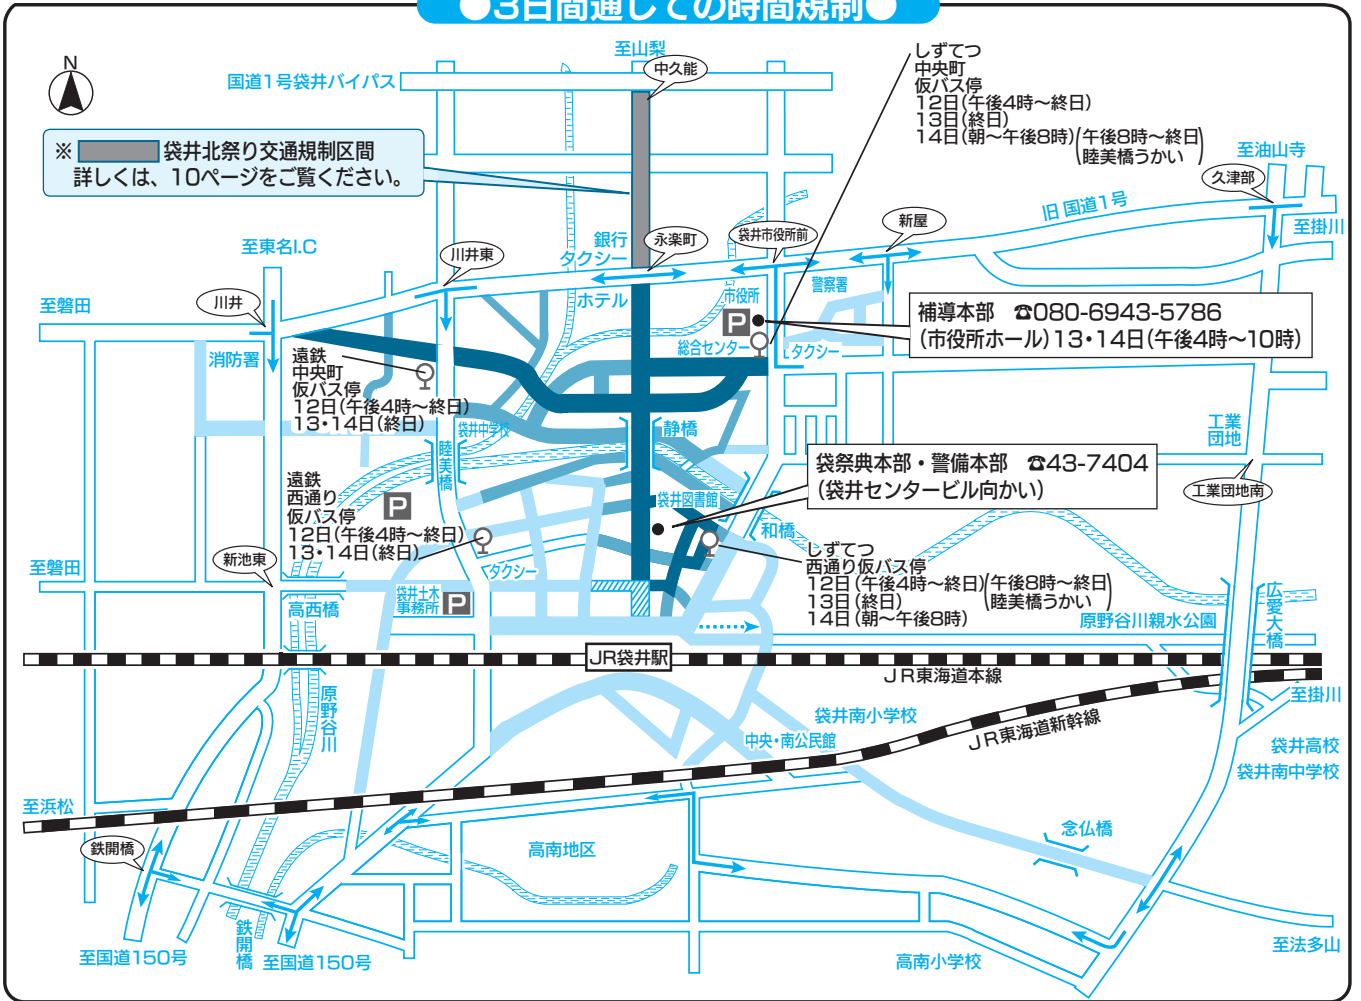 ●3日間通しての時間規制●
N
至山梨
中久能
国道1号袋井バイパス
しずてつ
中央町
仮バス停
12日(午後4時～終日)
13日(終日)
14日(朝～午後8時)(午後8時～終日
睦美橋うかい)
※ 袋井北祭り交通規制区間
詳しくは、10ページをご覧ください。
至油山寺
久津部
旧 国道1号
至掛川
新屋
袋井市役所前
永楽町
銀行
タクシー
至東名I.C
川井東
川井
至磐田
ホテル
市役所
警察署
P
総合センター
タクシー
補導本部 ☎080-6943-5786
(市役所ホール)13・14日(午後4時～10時)
消防署
遠鉄
中央町
仮バス停
12日(午後4時～終日)
13・14日(終日)
袋井中学校
睦美橋
静橋
工業
団地
工業団地南
袋祭典本部・警備本部 ☎43-7404
(袋井センタービル向かい)
袋井図書館
和橋
遠鉄
西通り
仮バス停
12日(午後4時～終日)
13・14日(終日)
P
新池東
至磐田
タクシー
しずてつ
西通り仮バス停
12日(午後4時～終日)(午後8時～終日
13日(終日) 睦美橋うかい)
14日(朝～午後8時)
高西橋
袋井土木
事務所
P
原野谷川親水公園
広愛大橋
JR袋井駅
JR東海道本線
原野谷川
至掛川
袋井南小学校
中央・南公民館
JR東海道新幹線
袋井高校
袋井南中学校
至浜松
鉄開橋
高南地区
念仏橋
鉄開橋
至国道150号
至国道150号
高南小学校
至法多山